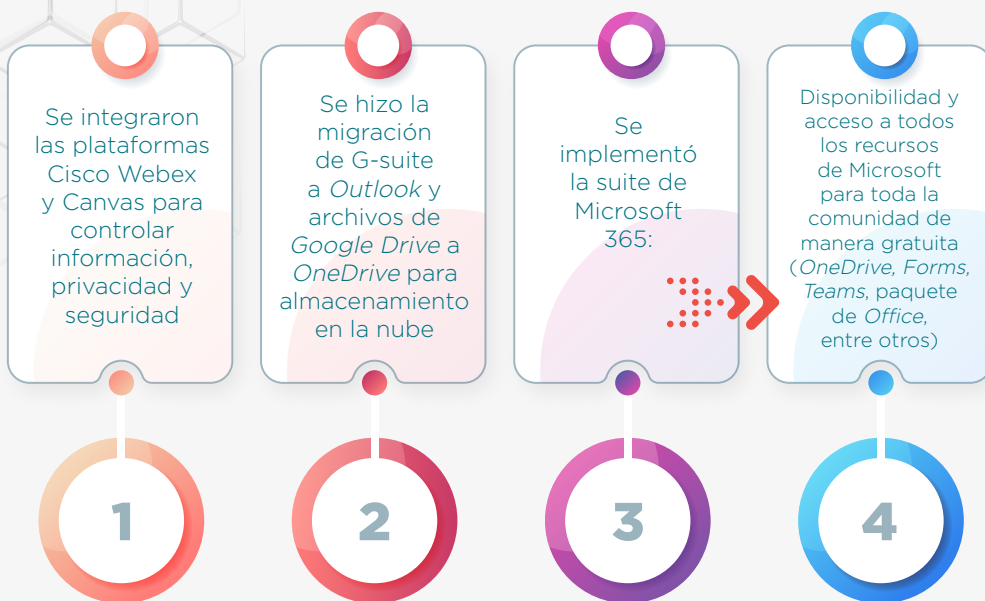 Se integraron
las plataformas
Cisco Webex
y Canvas para
controlar
información,
privacidad y
seguridad
1
Se hizo la
migración
de G-suite
a Outlook y
archivos de
Google Drive a
OneDrive para
almacenamiento
en la nube
2
Se
implementó
la suite de
Microsoft
365:
3
Disponibilidad y
acceso a todos
los recursos
de Microsoft
para toda la
comunidad de
manera gratuita
(OneDrive, Forms,
Teams, paquete
de Office,
entre otros)
4